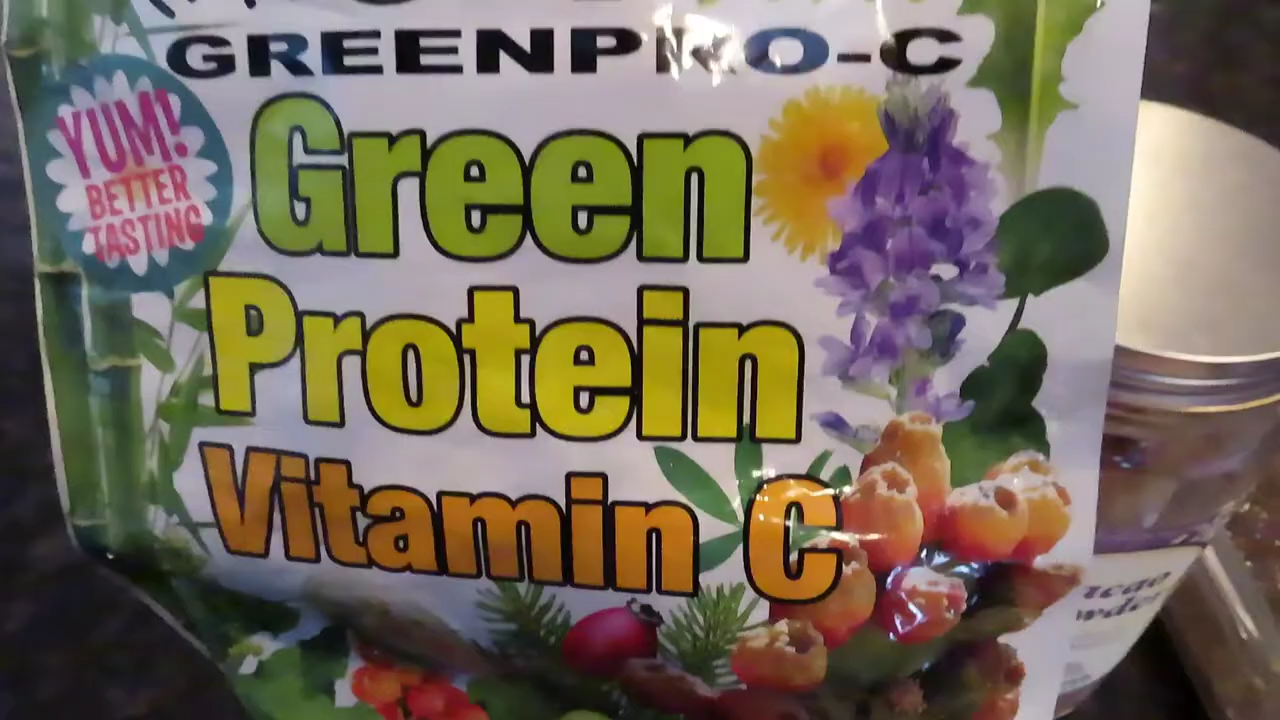 GREENPRO-C
YUM!
BETTER
TASTING
Green
Protein
Vitamin C